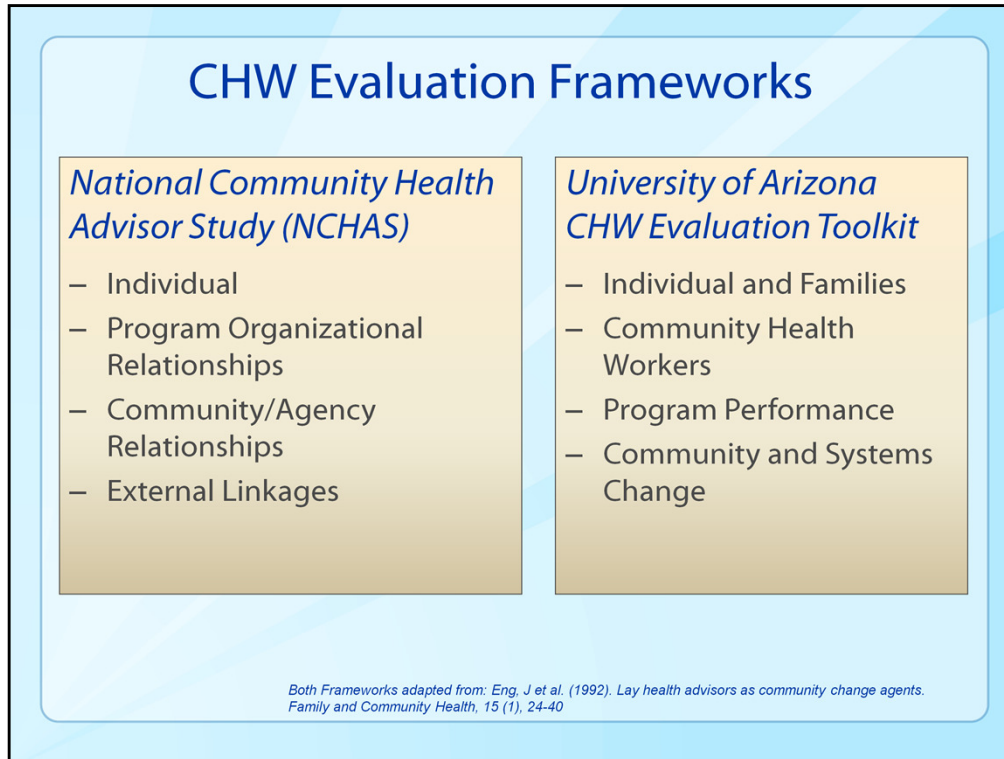 CHW Evaluation Frameworks
National Community Health
Advisor Study (NCHAS)
– Individual
– Program Organizational
Relationships
– Community/Agency
Relationships
– External Linkages
University of Arizona
CHW Evaluation Toolkit
– Individual and Families
– Community Health
Workers
– Program Performance
– Community and Systems
Change
Both Frameworks adapted from: Eng, J et al. (1992). Lay health advisors as community change agents.
Family and Community Health, 15 (1), 24-40